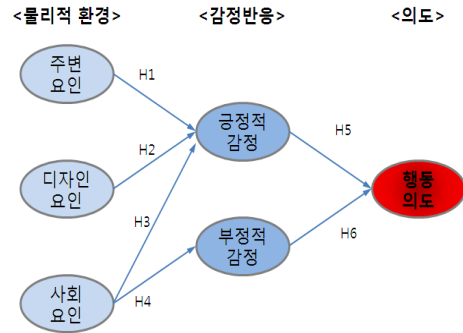 <물리적 환경> <감정반응> <의도>
주변
요인
H1
긍정적
감정
H5
H2
디자인
요인
행동
의도
H3
부정적
감정
H6
사회
요인
H4